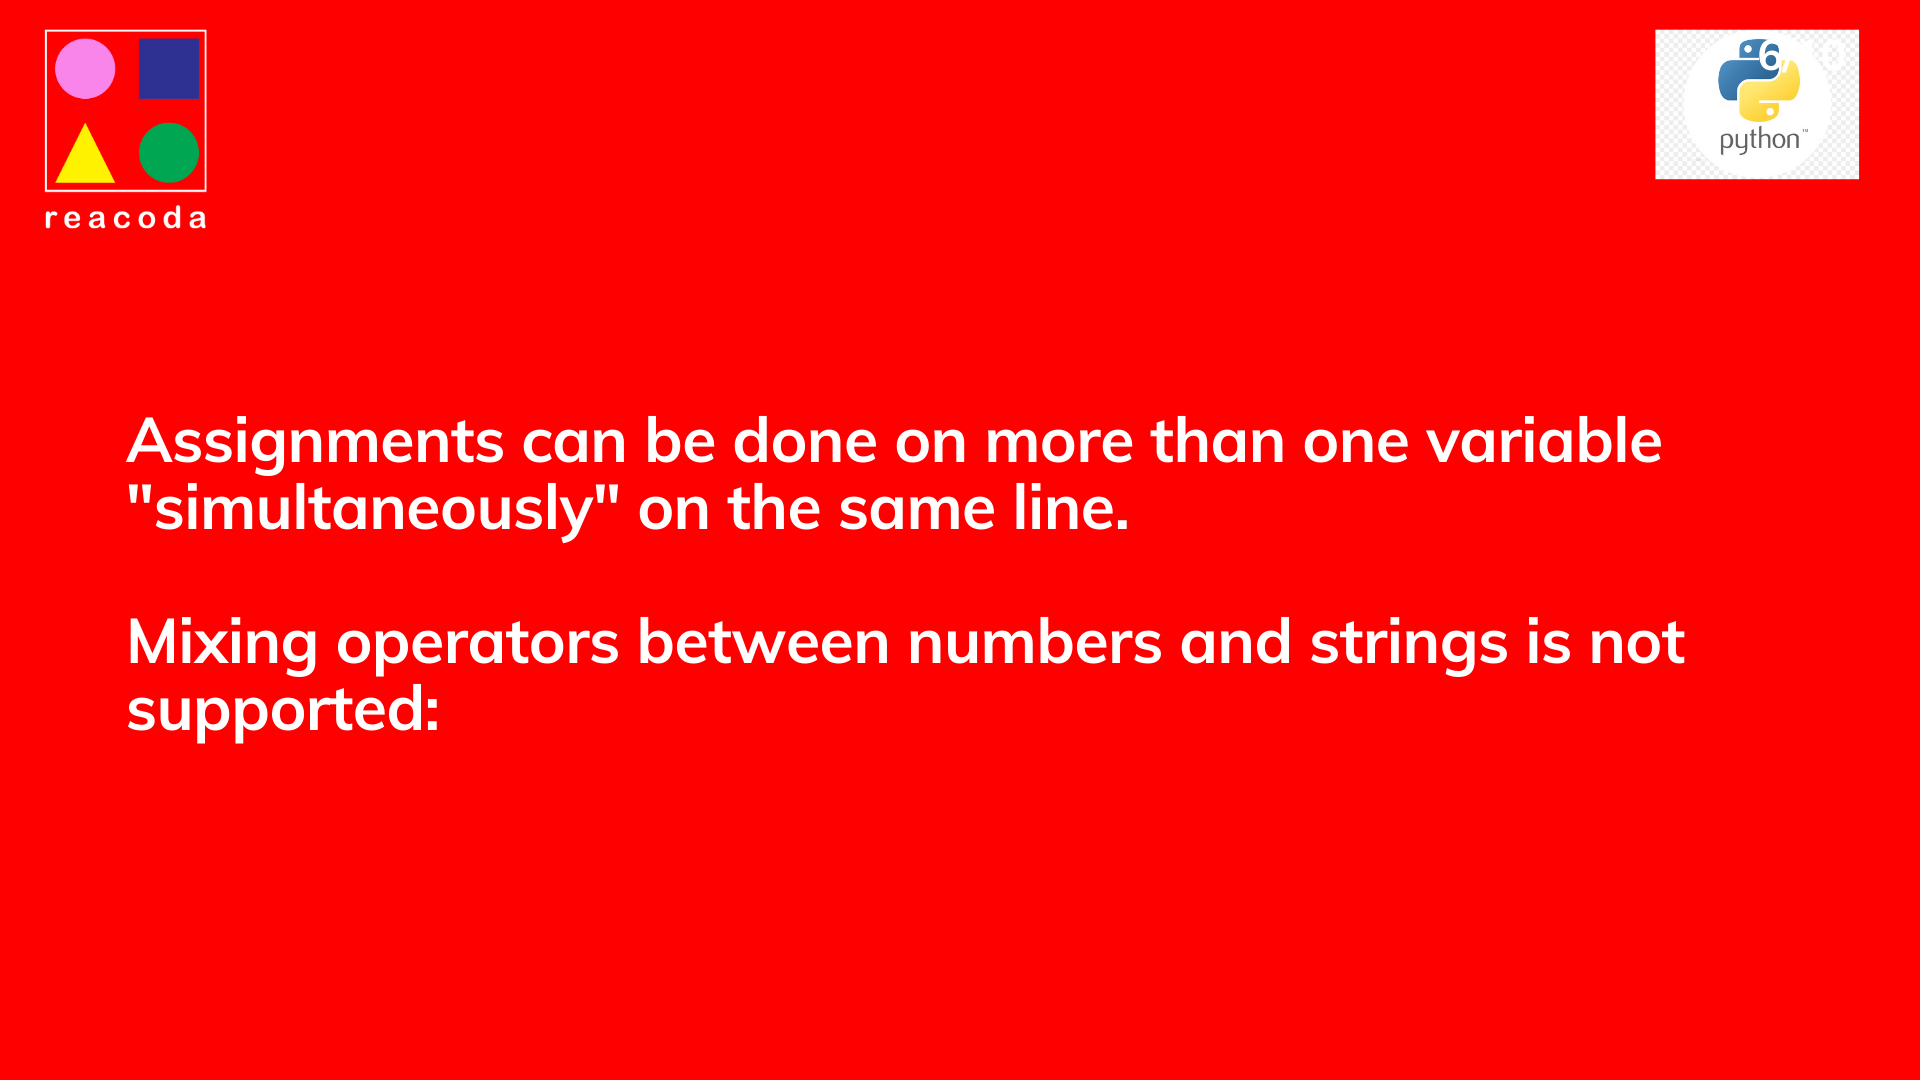 reacoda
python
Assignments can be done on more than one variable
"simultaneously" on the same line.
Mixing operators between numbers and strings is not
supported: